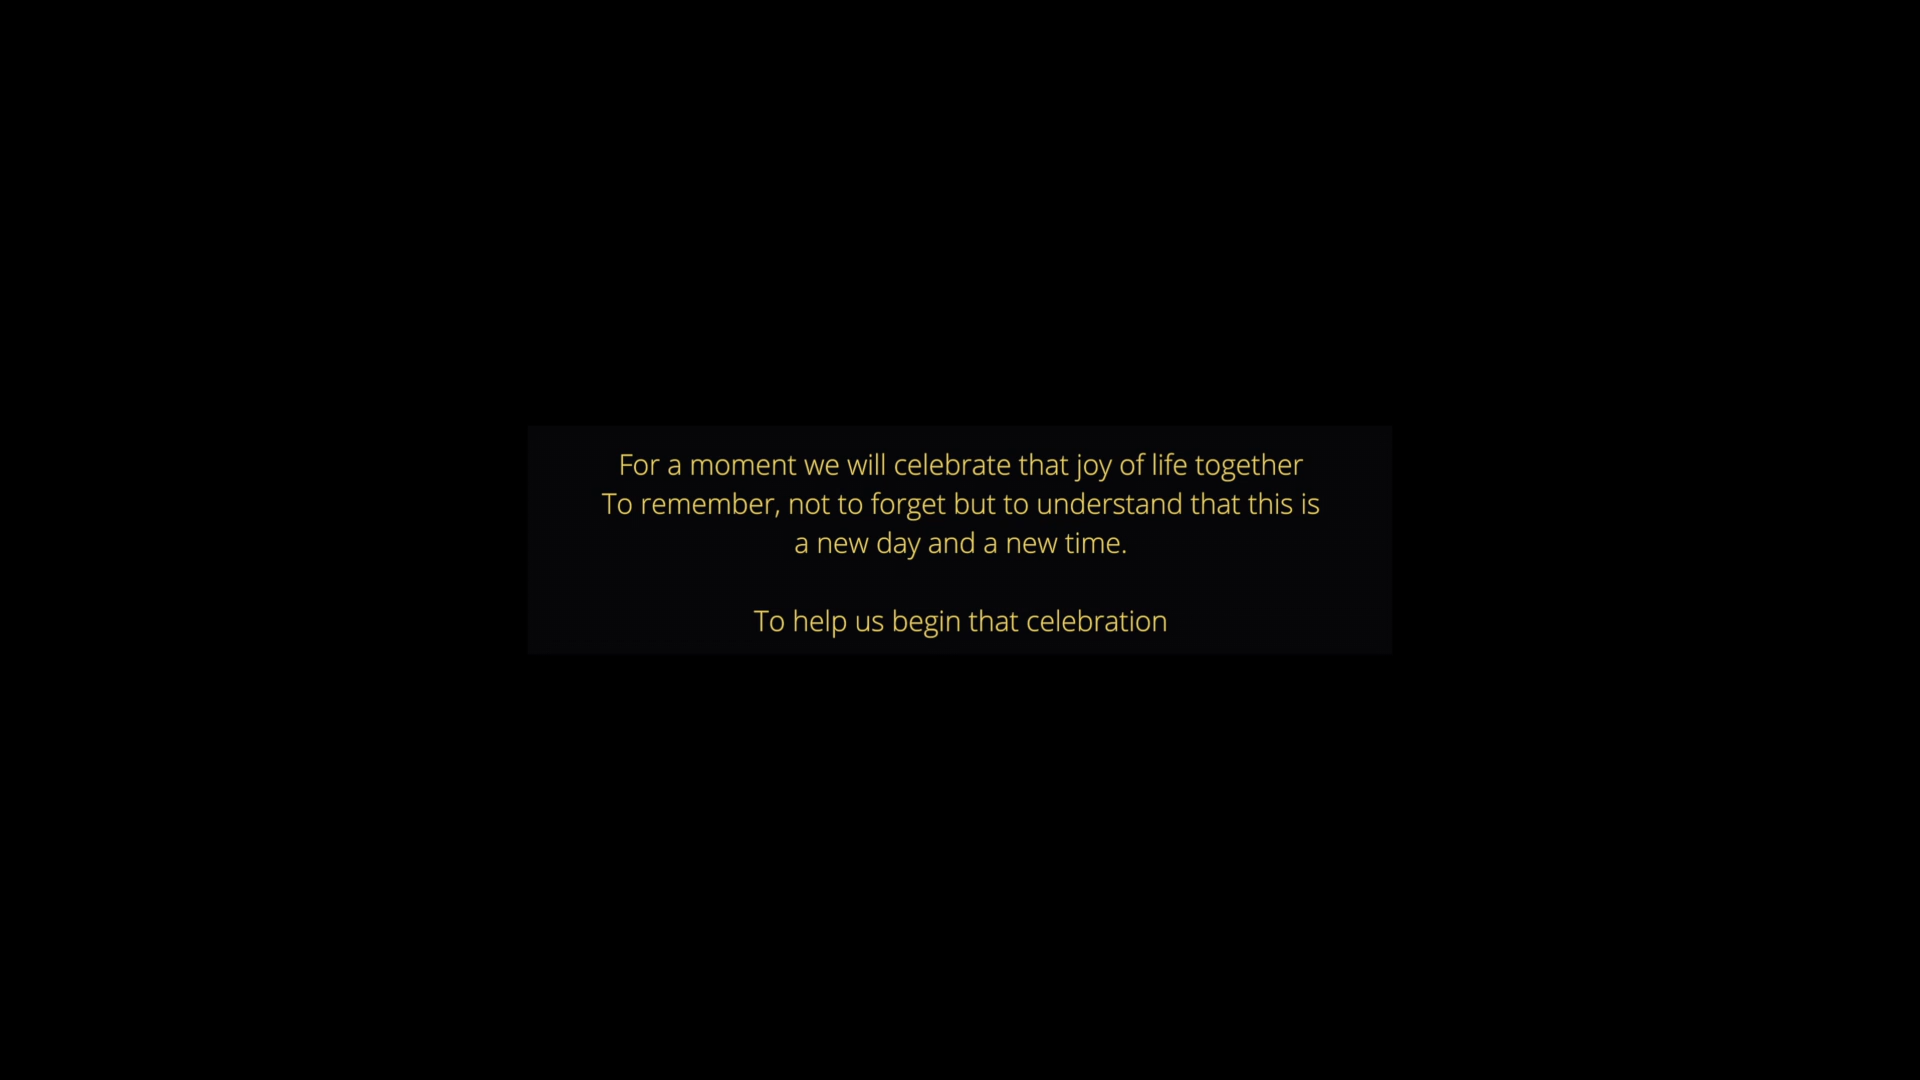 For a moment we will celebrate that joy of life together
To remember, not to forget but to understand that this is
a new day and a new time.
To help us begin that celebration